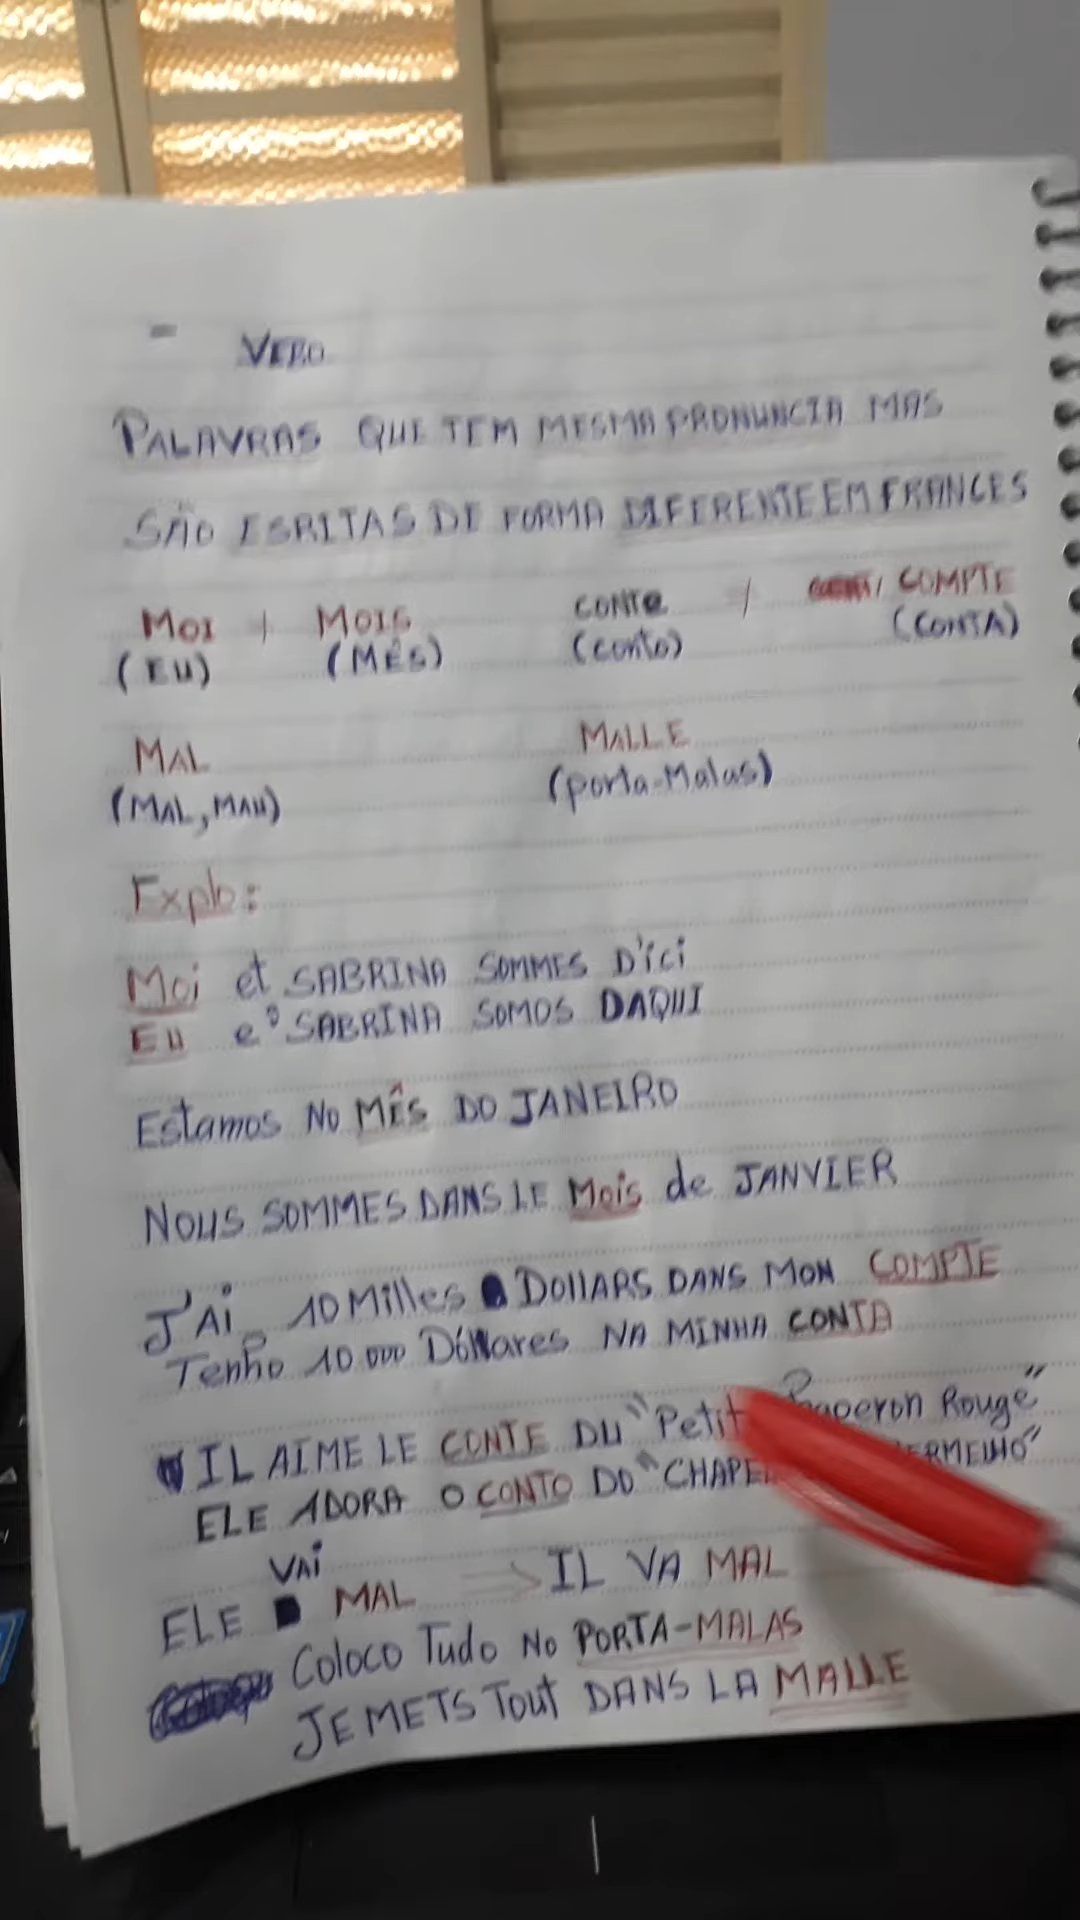 VERO
PALAVRAS QUE TEM MESMA PRONUNCIA MAS
SÃO ESRITAS DE FORMA DIFERENTE EM FRANCES
MOI / MOIS CONTE / COMPTE
(EU) (MÊS) (conto) (CONTA)
MAL MALLE
(MAL, MAU) (porta-Malas)
Explo:
Moi et SABRINA SOMMES D'ici
EU e SABRINA SOMOS DAQUI
Estamos NO MÊS DO JANEIRO
NOUS SOMMES DANS LE Mois de JANVIER
J'Ai 10 Milles DOllARS DANS MON COMPTE
Tenho 10 000 Dóllares NA MINHA CONTA
IL AIME LE CONTE DU "Petit Rouge"
ELE ADORA O CONTO DO
VAi
ELE MAL => IL VA MAL
Coloco Tudo No PORTA-MALAS
JE METS Tout DANS LA MALLE